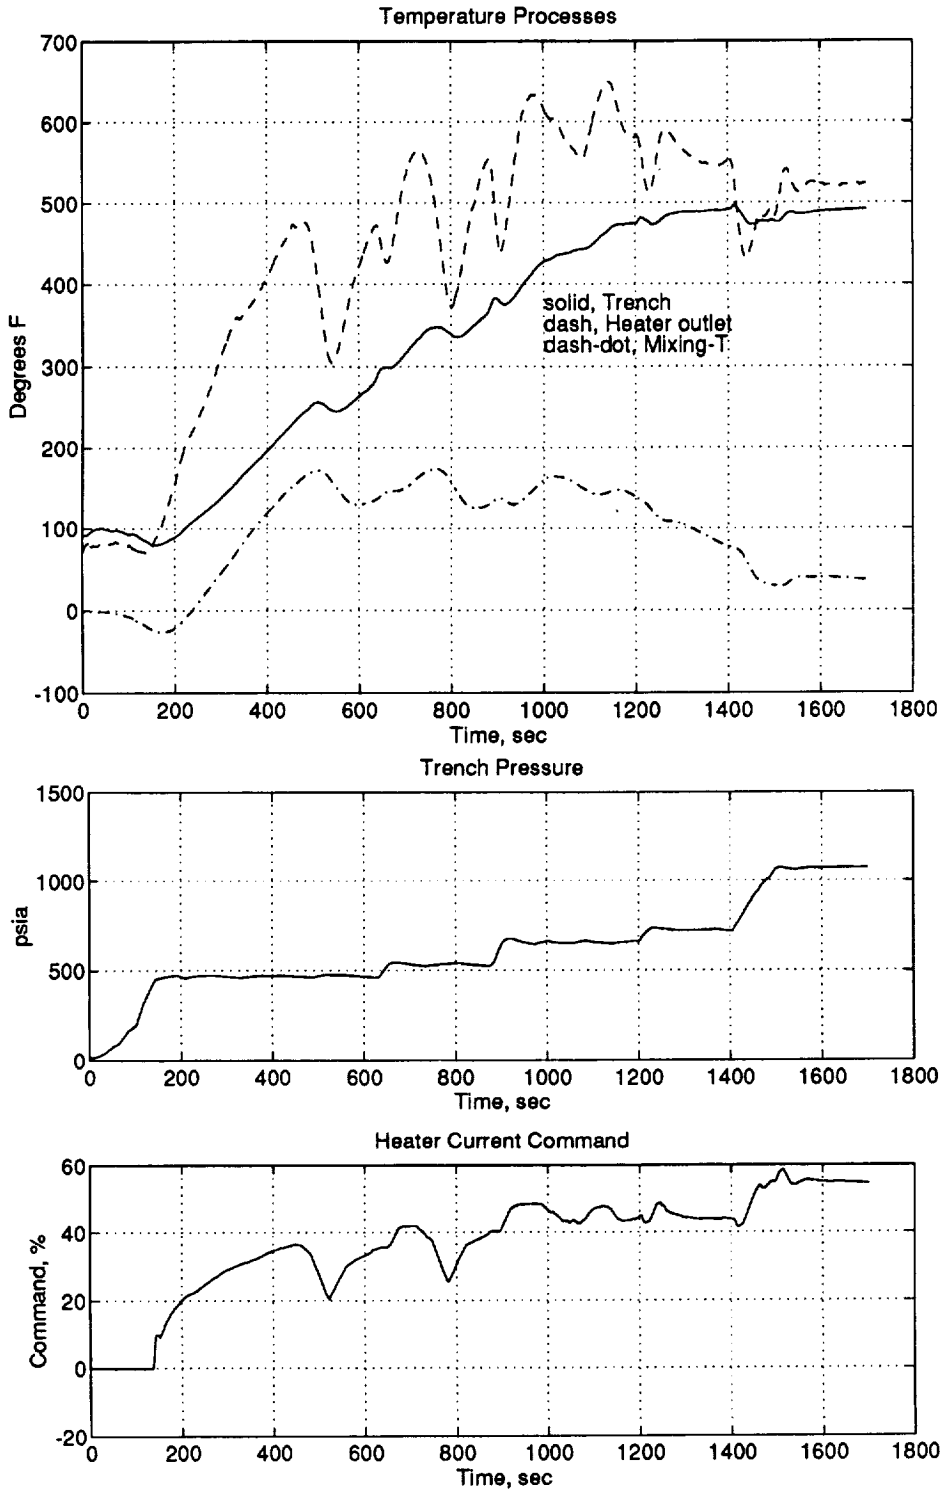 Temperature Processes
700
600
500
400
300
200
100
0
-100
Degrees F
solid, Trench
dash, Heater outlet
dash-dot, Mixing-T
0 200 400 600 800 1000 1200 1400 1600 1800
Time, sec
Trench Pressure
1500
1000
500
0
psia
0 200 400 600 800 1000 1200 1400 1600 1800
Time, sec
Heater Current Command
60
40
20
0
-20
Command, %
0 200 400 600 800 1000 1200 1400 1600 1800
Time, sec